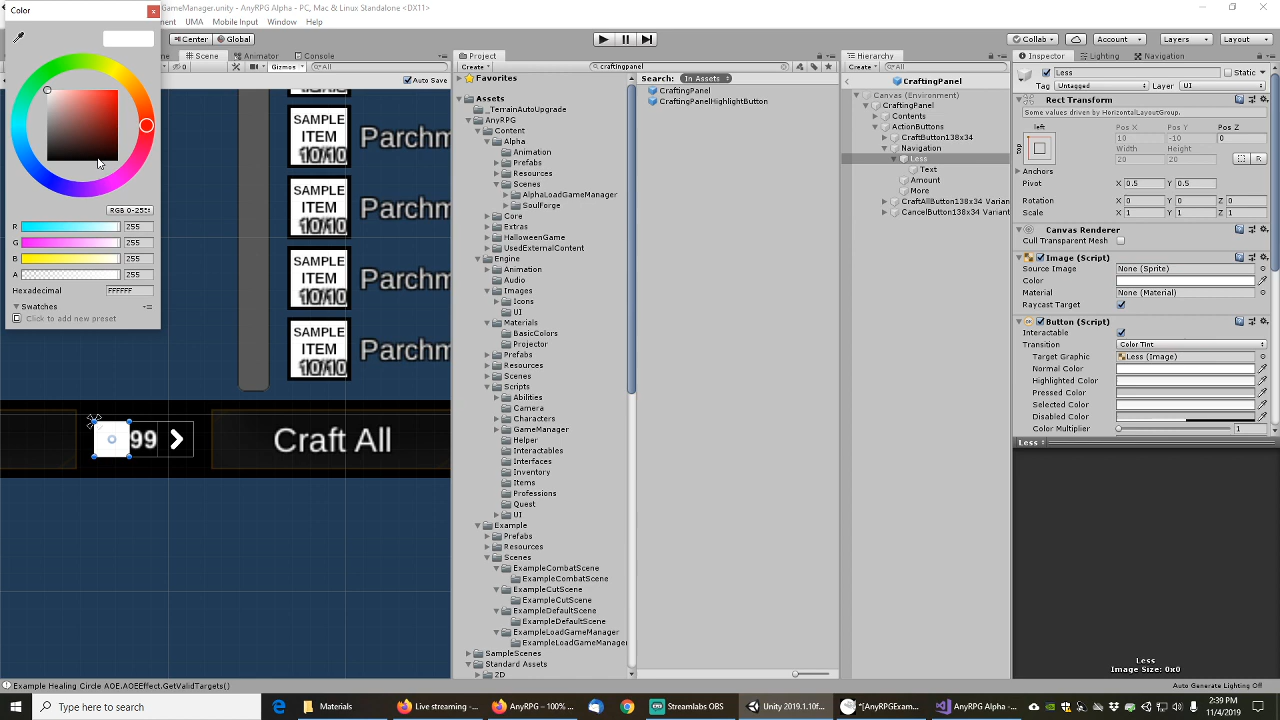 Color
GameManager.unity - AnyRPG Alpha - PC, Mac & Linux Standalone <DX11>
UMA Mobile Input Window Help
Center Global
Collab Account Layers Layout
Scene Animator Console
Gizmos All
Auto Save
RGB 0-255
R 255
G 255
B 255
A 255
Hexadecimal FFFFFF
Swatches
Click to add new preset
SAMPLE
ITEM
10/10
Parchm
SAMPLE
ITEM
10/10
Parchm
SAMPLE
ITEM
10/10
Parchm
SAMPLE
ITEM
10/10
Parchm
99
Craft All
Project
Create craftingpanel
Favorites
Assets
_TerrainAutoUpgrade
AnyRPG
Content
Alpha
Animation
Prefabs
Resources
Scenes
AlphaLoadGameManager
SoulForge
Core
Extras
HalloweenGame
UsedExternalContent
Engine
Animation
Audio
Images
Icons
UI
Materials
BasicColors
Projector
Prefabs
Resources
Scenes
Scripts
Abilities
Camera
Characters
GameManager
Helper
Interactables
Interfaces
Inventory
Items
Professions
Quest
UI
Example
Prefabs
Resources
Scenes
ExampleCombatScene
ExampleCombatScene
ExampleCutScene
ExampleCutScene
ExampleDefaultScene
ExampleDefaultScene
ExampleLoadGameManager
ExampleLoadGameManager
SampleScenes
Standard Assets
2D
Search: In Assets
CraftingPanel
CraftingPanelHighlightButton
Hierarchy
Create All
CraftingPanel
Canvas (Environment)
CraftingPanel
Contents
ActionButtons
CraftButton138x34
Navigation
Less
Text
Amount
More
CraftAllButton138x34 Variant
CancelButton138x34 Variant
Inspector Lighting Navigation
Less Static
Tag Untagged Layer UI
Rect Transform
Some values driven by HorizontalLayoutGroup.
left Pos X Pos Y Pos Z
top -10 -10 0
Width Height
20 20 R
Anchors
Pivot X 0.5 Y 0.5
Rotation X 0 Y 0 Z 0
Scale X 1 Y 1 Z 1
Canvas Renderer
Cull Transparent Mesh
Image (Script)
Source Image None (Sprite)
Color
Material None (Material)
Raycast Target
Button (Script)
Interactable
Transition Color Tint
Target Graphic Less (Image)
Normal Color
Highlighted Color
Pressed Color
Selected Color
Disabled Color
Color Multiplier 1
Less
Less
Image Size: 0x0
Example Healing Circle AOE.AOEEffect.GetValidTargets()
Auto Generate Lighting Off
Type here to search
Materials
Live streaming -...
AnyRPG — 100% ...
Streamlabs OBS
Unity 2019.1.10f...
*[AnyRPGExam...
AnyRPG Alpha -...
2:39 PM
11/4/2019